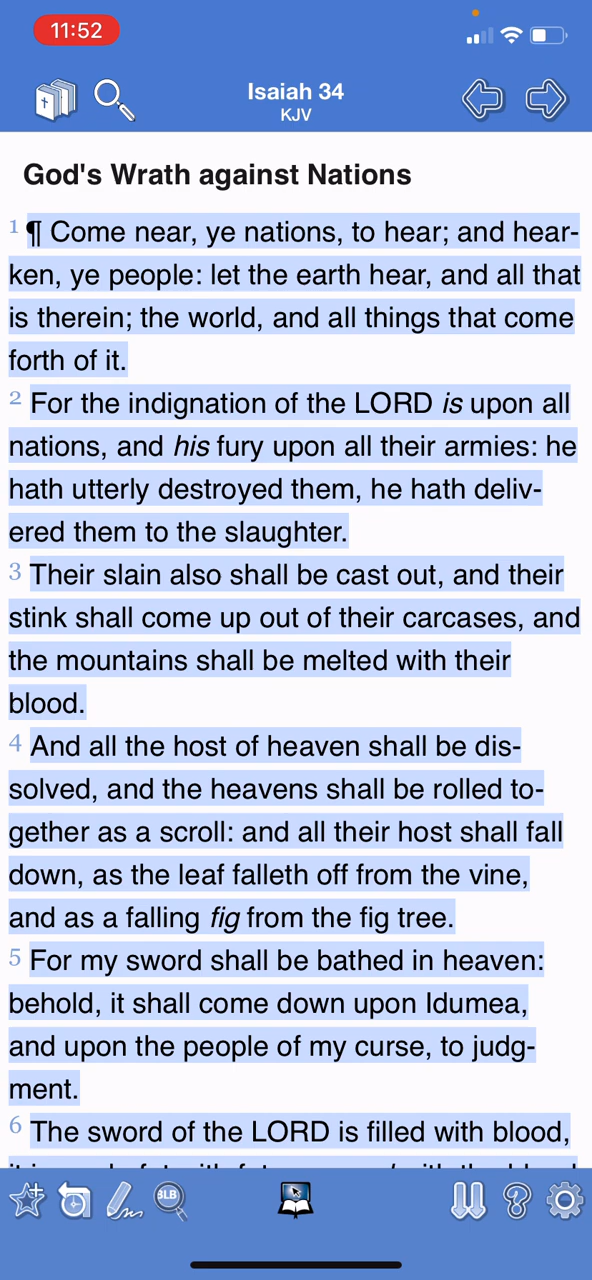 11:52
Isaiah 34
KJV
God's Wrath against Nations
1 ¶ Come near, ye nations, to hear; and hear-
ken, ye people: let the earth hear, and all that
is therein; the world, and all things that come
forth of it.
2 For the indignation of the LORD is upon all
nations, and his fury upon all their armies: he
hath utterly destroyed them, he hath deliv-
ered them to the slaughter.
3 Their slain also shall be cast out, and their
stink shall come up out of their carcases, and
the mountains shall be melted with their
blood.
4 And all the host of heaven shall be dis-
solved, and the heavens shall be rolled to-
gether as a scroll: and all their host shall fall
down, as the leaf falleth off from the vine,
and as a falling fig from the fig tree.
5 For my sword shall be bathed in heaven:
behold, it shall come down upon Idumea,
and upon the people of my curse, to judg-
ment.
6 The sword of the LORD is filled with blood,
BLB